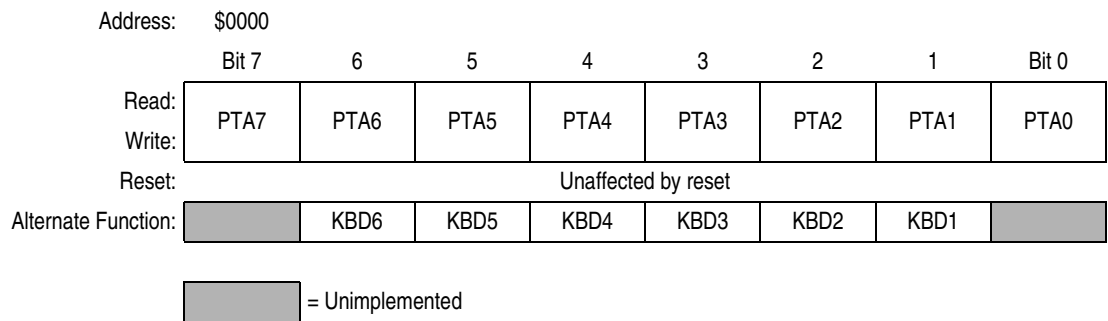 Address: $0000
Bit 7 6 5 4 3 2 1 Bit 0
Read:
PTA7 PTA6 PTA5 PTA4 PTA3 PTA2 PTA1 PTA0
Write:
Reset: Unaffected by reset
Alternate Function: KBD6 KBD5 KBD4 KBD3 KBD2 KBD1
= Unimplemented